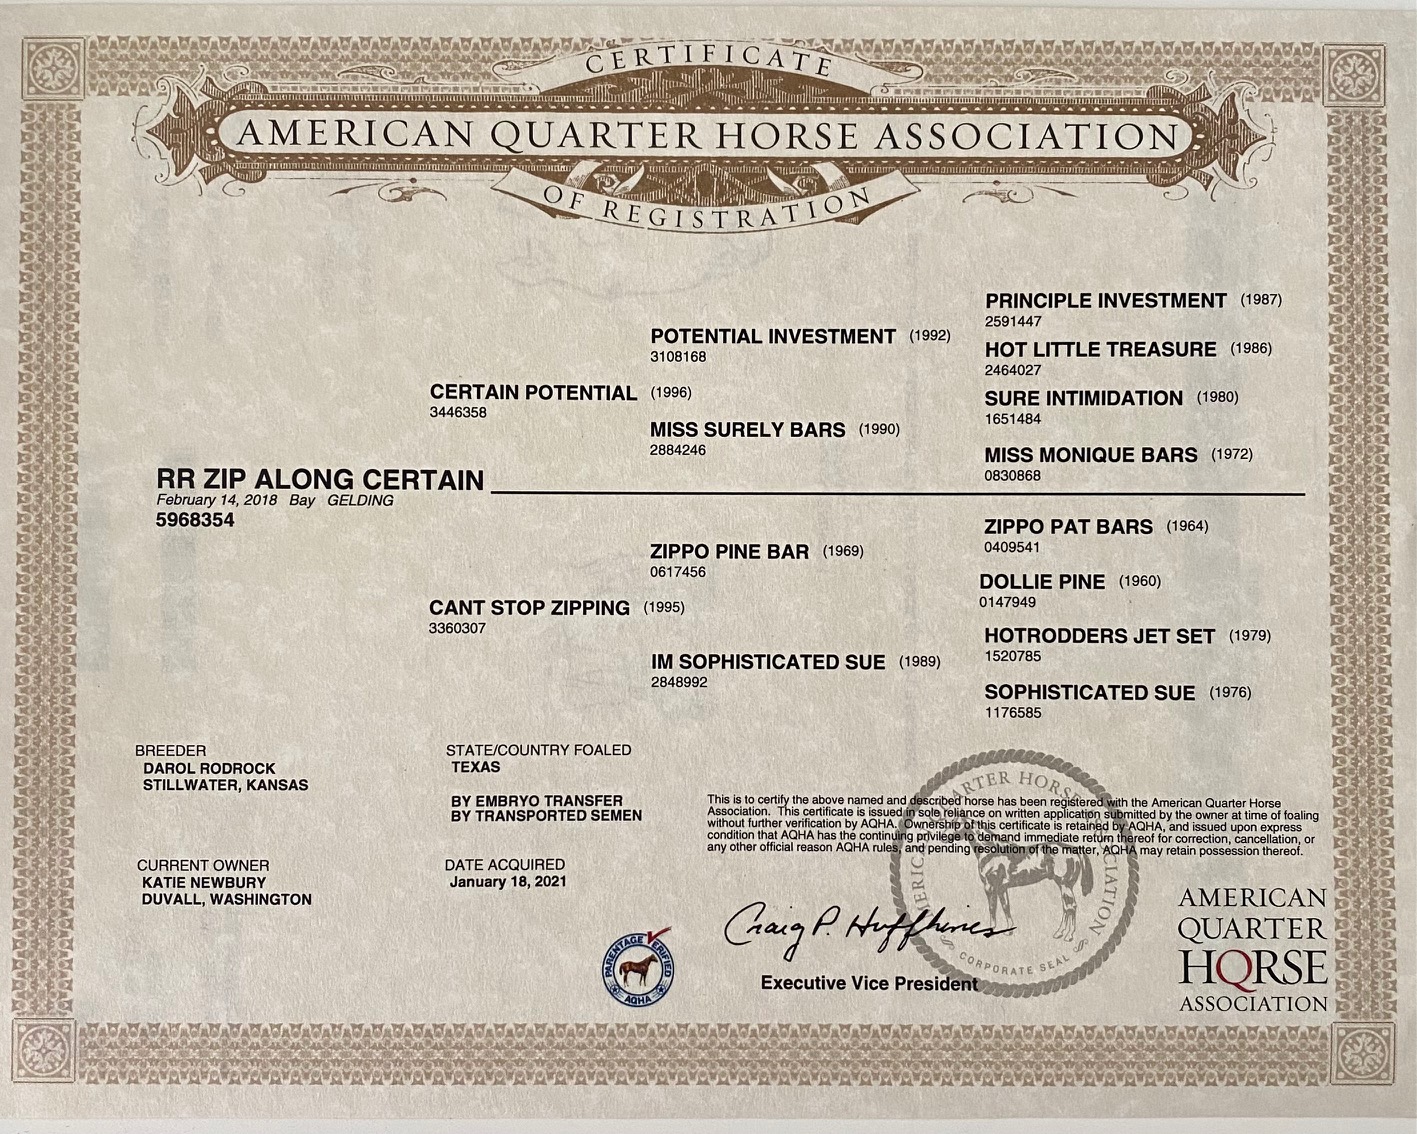 CERTIFICATE
AMERICAN QUARTER HORSE ASSOCIATION
OF REGISTRATION
PRINCIPLE INVESTMENT (1987)
2591447
POTENTIAL INVESTMENT (1992)
3108168
HOT LITTLE TREASURE (1986)
2464027
CERTAIN POTENTIAL (1996)
3446358
SURE INTIMIDATION (1980)
1651484
MISS SURELY BARS (1990)
2884246
MISS MONIQUE BARS (1972)
0830868
RR ZIP ALONG CERTAIN
February 14, 2018 Bay GELDING
5968354
ZIPPO PAT BARS (1964)
0409541
ZIPPO PINE BAR (1969)
0617456
DOLLIE PINE (1960)
0147949
CANT STOP ZIPPING (1995)
3360307
HOTRODDERS JET SET (1979)
1520785
IM SOPHISTICATED SUE (1989)
2848992
SOPHISTICATED SUE (1976)
1176585
BREEDER
DAROL RODROCK
STILLWATER, KANSAS
STATE/COUNTRY FOALED
TEXAS
BY EMBRYO TRANSFER
BY TRANSPORTED SEMEN
CURRENT OWNER
KATIE NEWBURY
DUVALL, WASHINGTON
DATE ACQUIRED
January 18, 2021
This is to certify the above named and described horse has been registered with the American Quarter Horse
Association. This certificate is issued in sole reliance on written application submitted by the owner at time of foaling
without further verification by AQHA. Ownership of this certificate is retained by AQHA, and issued upon express
condition that AQHA has the continuing privilege to demand immediate return thereof for correction, cancellation, or
any other official reason AQHA rules, and pending resolution of the matter, AQHA may retain possession thereof.
PARENTAGE VERIFIED
AQHA
Craig P. Huffhines
Executive Vice President
AMERICAN QUARTER HORSE ASSOCIATION
CORPORATE SEAL
AMERICAN
QUARTER
HORSE
ASSOCIATION